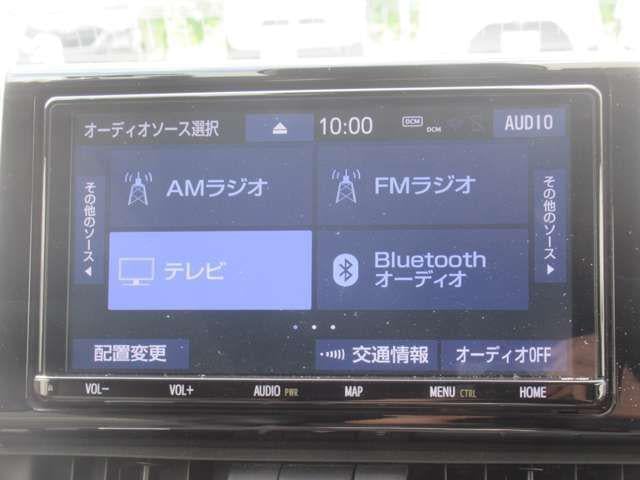 オーディオソース選択 10:00 DCM DCM AUDIO
その他のソース
AMラジオ FMラジオ
その他のソース
テレビ Bluetooth
オーディオ
配置変更 交通情報 オーディオOFF
VOL- VOL+ AUDIO PWR MAP MENU CTRL HOME